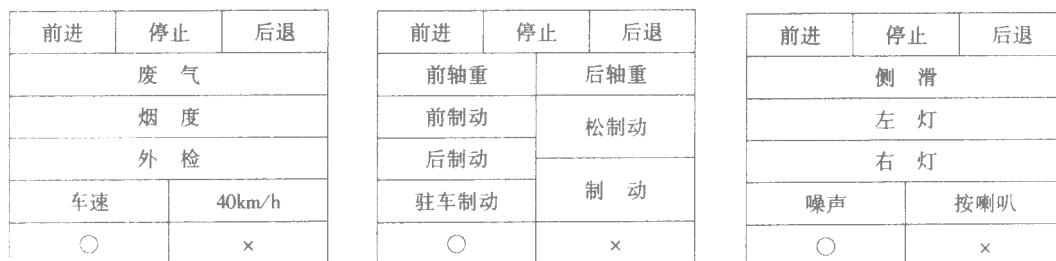 前进 停止 后退
废 气
烟 度
外 检
车速 40km/h
○ ×
前进 停止 后退
前轴重 后轴重
前制动 松制动
后制动
驻车制动 制 动
○ ×
前进 停止 后退
侧 滑
左 灯
右 灯
噪声 按喇叭
○ ×